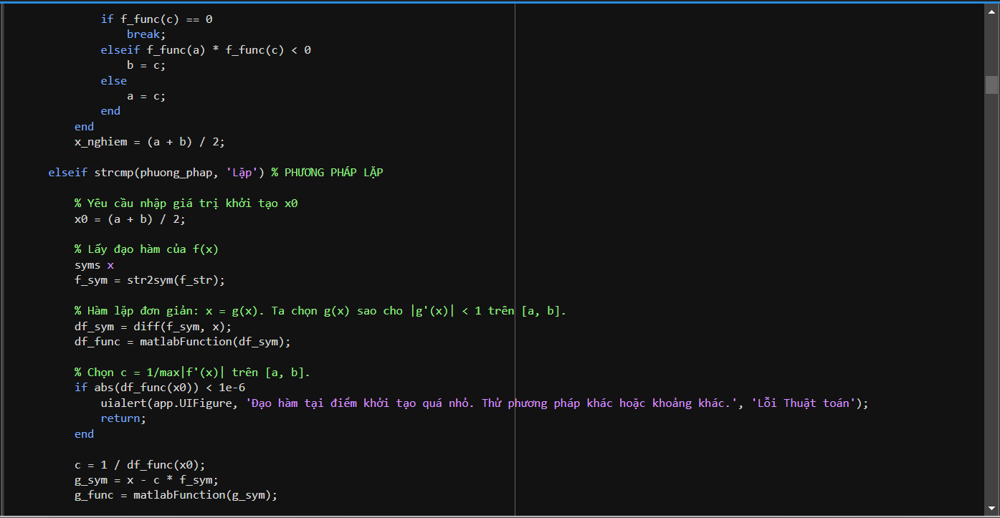 if f_func(c) == 0
break;
elseif f_func(a) * f_func(c) < 0
b = c;
else
a = c;
end
end
x_nghiem = (a + b) / 2;
elseif strcmp(phuong_phap, 'Lặp') % PHƯƠNG PHÁP LẶP
% Yêu cầu nhập giá trị khởi tạo x0
x0 = (a + b) / 2;
% Lấy đạo hàm của f(x)
syms x
f_sym = str2sym(f_str);
% Hàm lặp đơn giản: x = g(x). Ta chọn g(x) sao cho |g'(x)| < 1 trên [a, b].
df_sym = diff(f_sym, x);
df_func = matlabFunction(df_sym);
% Chọn c = 1/max|f'(x)| trên [a, b].
if abs(df_func(x0)) < 1e-6
uialert(app.UIFigure, 'Đạo hàm tại điểm khởi tạo quá nhỏ. Thử phương pháp khác hoặc khoảng khác.', 'Lỗi Thuật toán');
return;
end
c = 1 / df_func(x0);
g_sym = x - c * f_sym;
g_func = matlabFunction(g_sym);